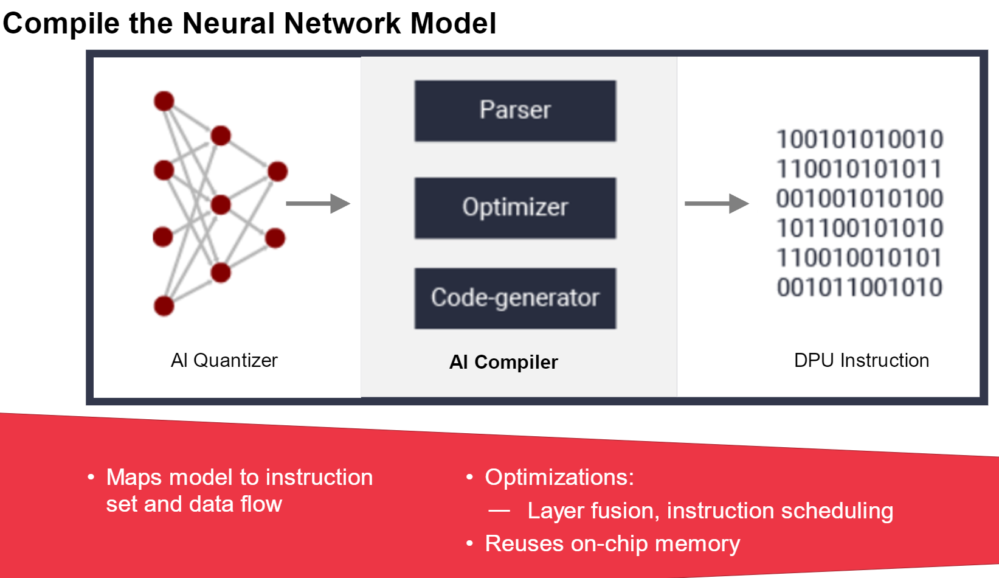 Compile the Neural Network Model
Parser
Optimizer
Code-generator
100101010010
110010101011
001001010100
101100101010
110010010101
001011001010
AI Quantizer
AI Compiler
DPU Instruction
• Maps model to instruction
set and data flow
• Optimizations:
— Layer fusion, instruction scheduling
• Reuses on-chip memory